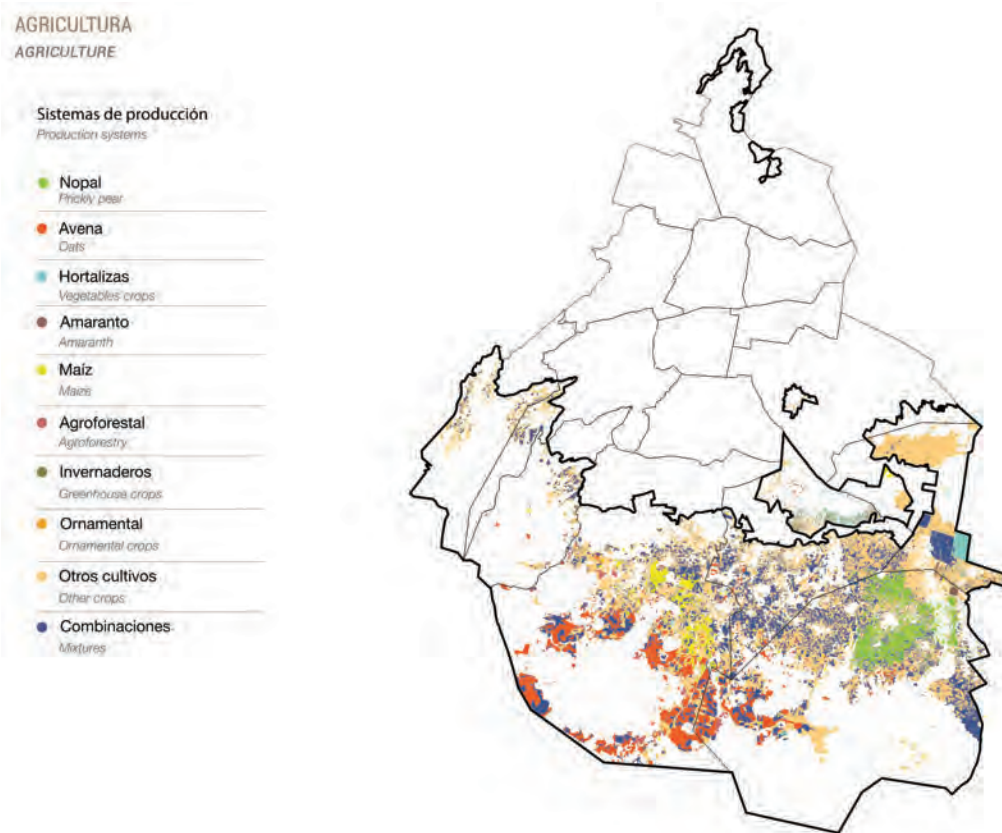 AGRICULTURA
AGRICULTURE
Sistemas de producción
Production systems
Nopal
Prickly pear
Avena
Oats
Hortalizas
Vegetables crops
Amaranto
Amaranth
Maíz
Maize
Agroforestal
Agroforestry
Invernaderos
Greenhouse crops
Ornamental
Ornamental crops
Otros cultivos
Other crops
Combinaciones
Mixtures